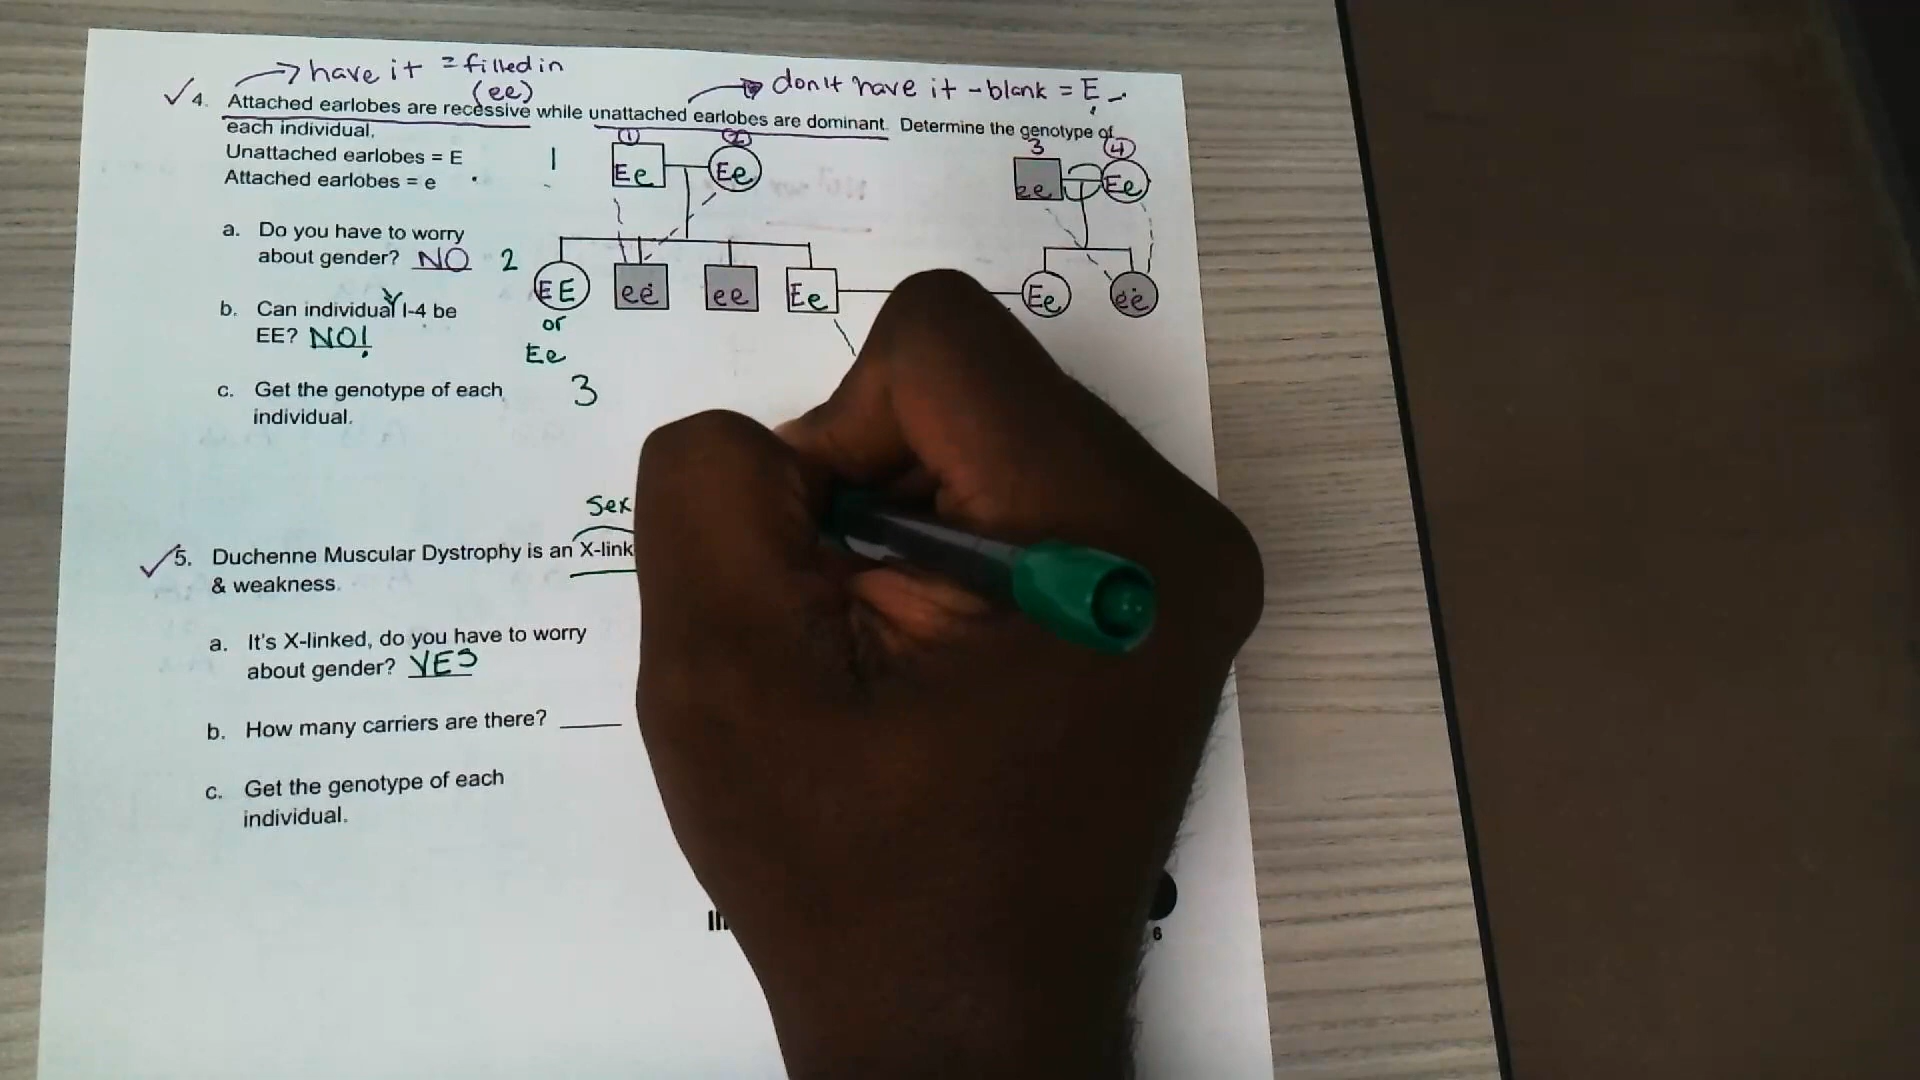 have it = filled in
(ee)
don't have it - blank = E_
4. Attached earlobes are recessive while unattached earlobes are dominant. Determine the genotype of
each individual.
Unattached earlobes = E
Attached earlobes = e
1
1 2 3 4
Ee Ee ee Ee
a. Do you have to worry
about gender? NO
2
EE ee ee Ee Ee ee
or
Ee
b. Can individual I-4 be
EE? NO!
c. Get the genotype of each
individual.
3
Sex
5. Duchenne Muscular Dystrophy is an X-link
& weakness.
a. It's X-linked, do you have to worry
about gender? YES
b. How many carriers are there? ____
c. Get the genotype of each
individual.
III
6